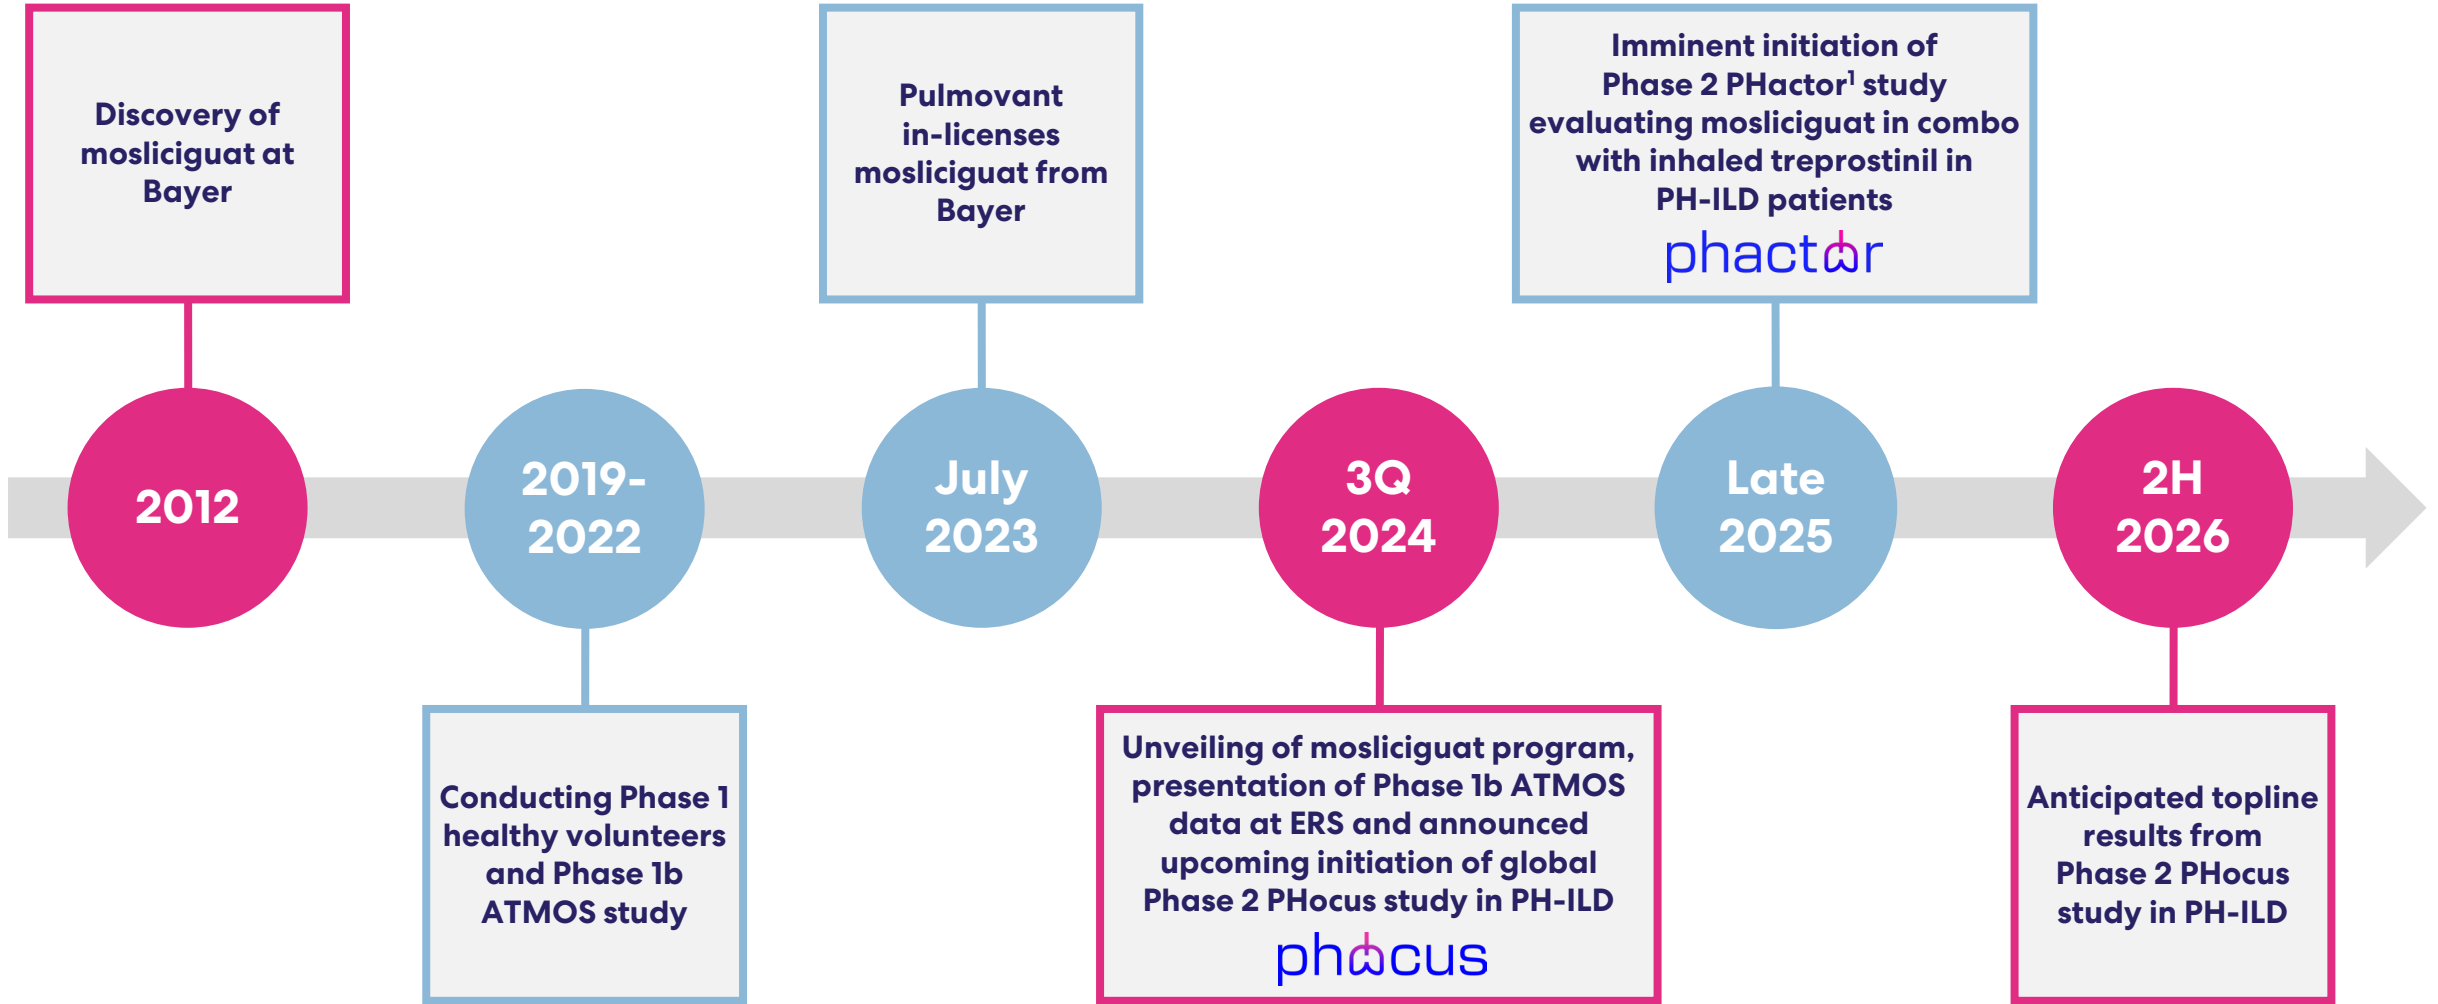 Discovery of
mosliciguat at
Bayer
2012
2019-
2022
Conducting Phase 1
healthy volunteers
and Phase 1b
ATMOS study
Pulmovant
in-licenses
mosliciguat from
Bayer
July
2023
3Q
2024
Unveiling of mosliciguat program,
presentation of Phase 1b ATMOS
data at ERS and announced
upcoming initiation of global
Phase 2 PHocus study in PH-ILD
phocus
Imminent initiation of
Phase 2 PHactor¹ study
evaluating mosliciguat in combo
with inhaled treprostinil in
PH-ILD patients
phactor
Late
2025
2H
2026
Anticipated topline
results from
Phase 2 PHocus
study in PH-ILD